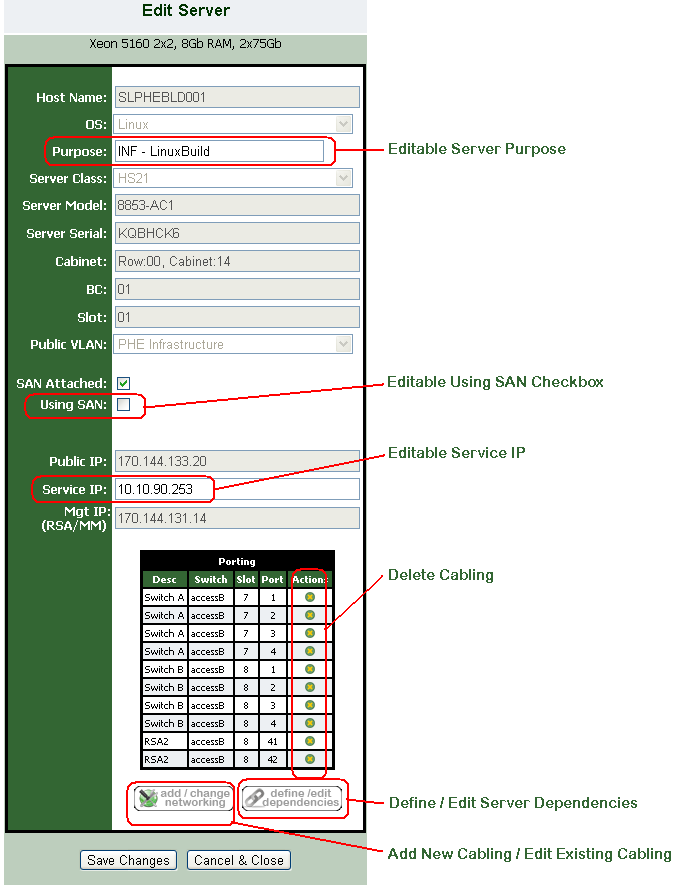 Edit Server
Xeon 5160 2x2, 8Gb RAM, 2x75Gb
Host Name: SLPHEBLD001
OS: Linux
Purpose: INF - LinuxBuild
Editable Server Purpose
Server Class: HS21
Server Model: 8853-AC1
Server Serial: KQBHCK6
Cabinet: Row:00, Cabinet:14
BC: 01
Slot: 01
Public VLAN: PHE Infrastructure
SAN Attached:
Editable Using SAN Checkbox
Using SAN:
Editable Service IP
Public IP: 170.144.133.20
Service IP: 10.10.90.253
Mgt IP: (RSA/MM) 170.144.131.14
Porting
Desc Switch Slot Port Actions
Delete Cabling
Switch A accessB 7 1
Switch A accessB 7 2
Switch A accessB 7 3
Switch A accessB 7 4
Switch B accessB 8 1
Switch B accessB 8 2
Switch B accessB 8 3
Switch B accessB 8 4
RSA2 accessB 8 41
RSA2 accessB 8 42
add / change networking
define /edit dependencies
Define / Edit Server Dependencies
Add New Cabling / Edit Existing Cabling
Save Changes
Cancel & Close